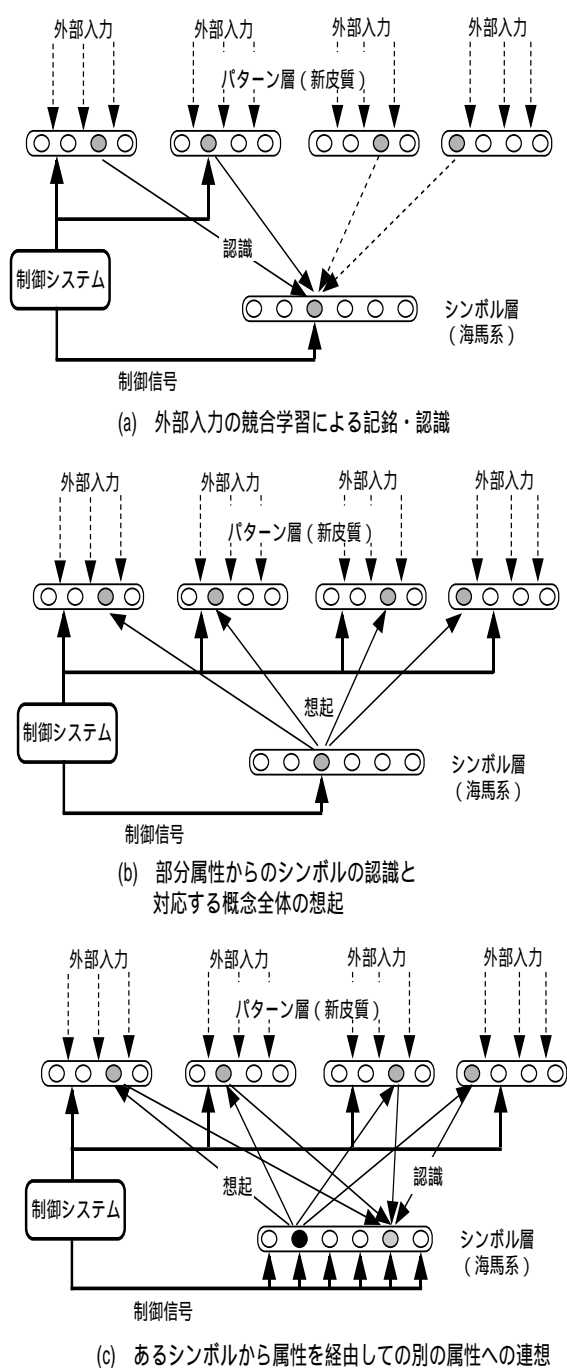 外部入力 外部入力 外部入力 外部入力
パターン層(新皮質)
認識
制御システム
シンボル層
(海馬系)
制御信号
(a) 外部入力の競合学習による記銘・認識
外部入力 外部入力 外部入力 外部入力
パターン層(新皮質)
想起
制御システム
シンボル層
(海馬系)
制御信号
(b) 部分属性からのシンボルの認識と
対応する概念全体の想起
外部入力 外部入力 外部入力 外部入力
パターン層(新皮質)
想起 認識
制御システム
シンボル層
(海馬系)
制御信号
(c) あるシンボルから属性を経由しての別の属性への連想